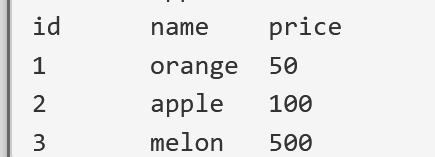 id name price
1 orange 50
2 apple 100
3 melon 500